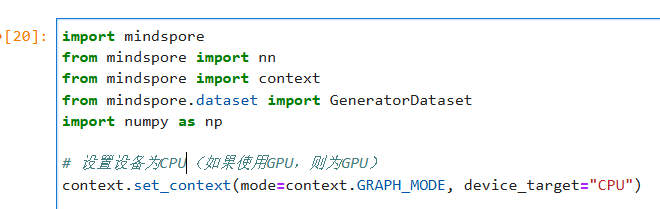 [20]:
import mindspore
from mindspore import nn
from mindspore import context
from mindspore.dataset import GeneratorDataset
import numpy as np
# 设置设备为CPU（如果使用GPU，则为GPU）
context.set_context(mode=context.GRAPH_MODE, device_target="CPU")